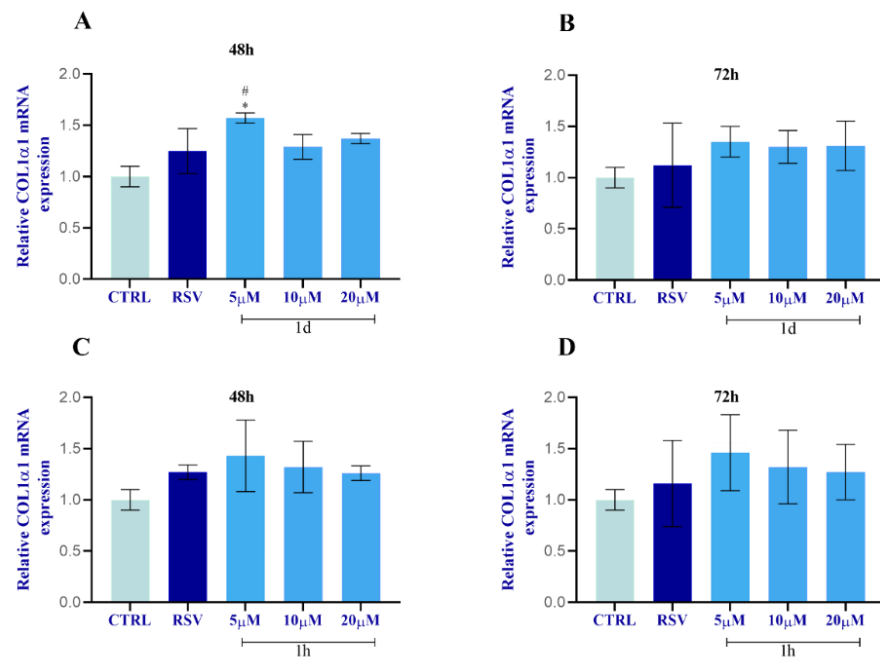 A
48h
Relative COL1α1 mRNA
expression
2.0
1.5
1.0
0.5
0.0
#
*
CTRL RSV 5μM 10μM 20μM
1d
B
72h
Relative COL1α1 mRNA
expression
2.0
1.5
1.0
0.5
0.0
CTRL RSV 5μM 10μM 20μM
1d
C
48h
Relative COL1α1 mRNA
expression
2.0
1.5
1.0
0.5
0.0
CTRL RSV 5μM 10μM 20μM
1h
D
72h
Relative COL1α1 mRNA
expression
2.0
1.5
1.0
0.5
0.0
CTRL RSV 5μM 10μM 20μM
1h